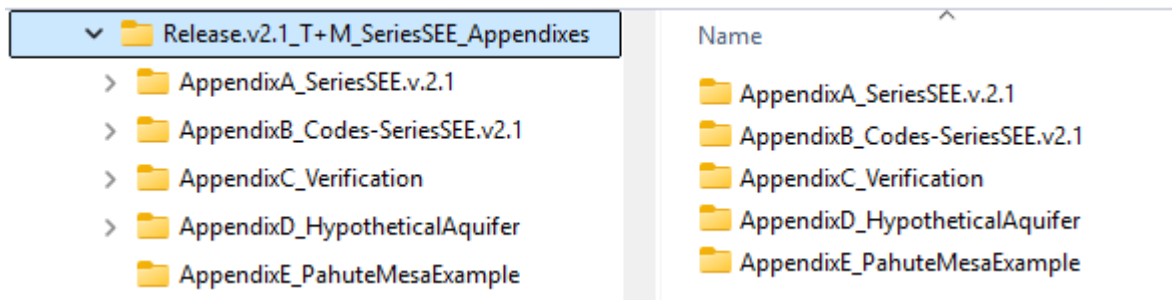 Release.v2.1_T+M_SeriesSEE_Appendixes
AppendixA_SeriesSEE.v.2.1
AppendixB_Codes-SeriesSEE.v2.1
AppendixC_Verification
AppendixD_HypotheticalAquifer
AppendixE_PahuteMesaExample
Name
AppendixA_SeriesSEE.v.2.1
AppendixB_Codes-SeriesSEE.v2.1
AppendixC_Verification
AppendixD_HypotheticalAquifer
AppendixE_PahuteMesaExample